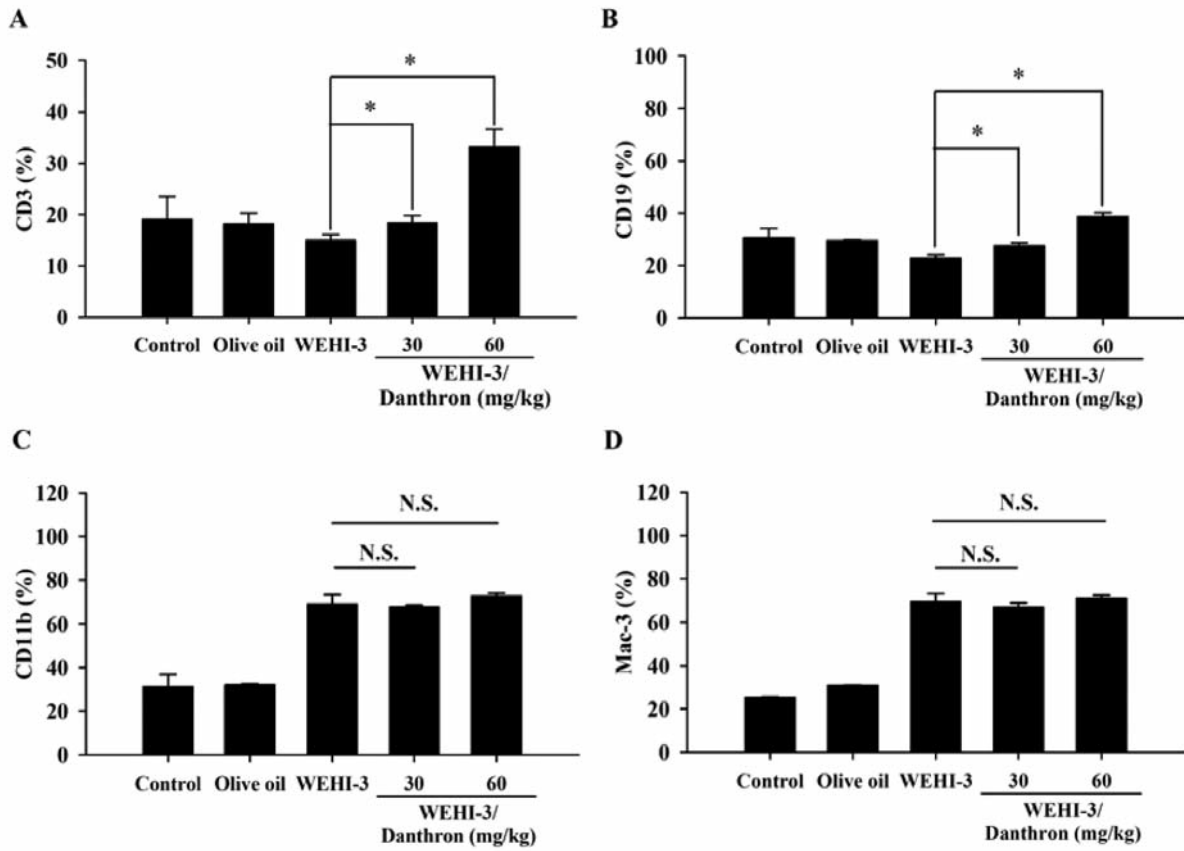 A
CD3 (%)
50
40
30
20
10
0
*
*
Control Olive oil WEHI-3 30 60
WEHI-3/
Danthron (mg/kg)
B
CD19 (%)
100
80
60
40
20
0
*
*
Control Olive oil WEHI-3 30 60
WEHI-3/
Danthron (mg/kg)
C
CD11b (%)
120
100
80
60
40
20
0
N.S.
N.S.
Control Olive oil WEHI-3 30 60
WEHI-3/
Danthron (mg/kg)
D
Mac-3 (%)
120
100
80
60
40
20
0
N.S.
N.S.
Control Olive oil WEHI-3 30 60
WEHI-3/
Danthron (mg/kg)